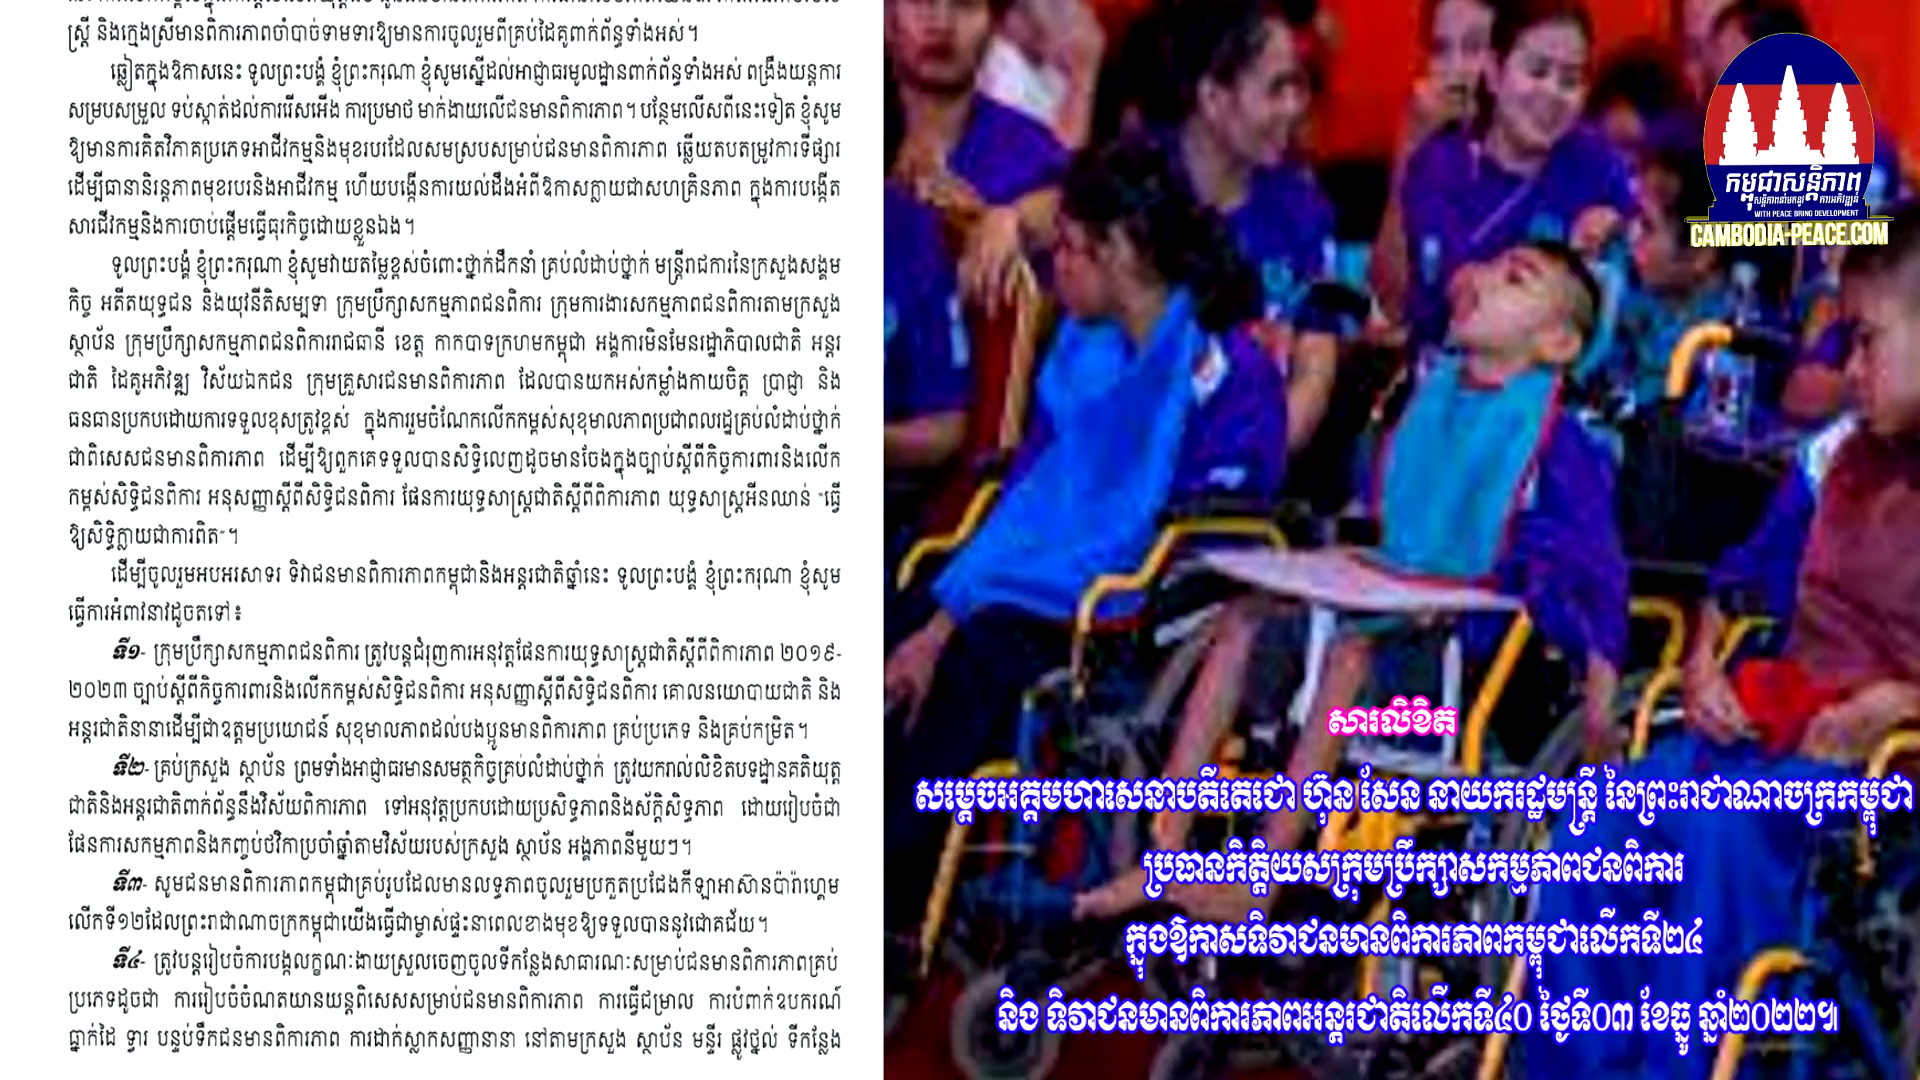 ស្ត្រី និងក្មេងស្រីមានពិការភាពចាំបាច់ទាមទារឱ្យមានការចូលរួមពីគ្រប់ដៃគូពាក់ព័ន្ធទាំងអស់។
ឆ្លៀតក្នុងឱកាសនេះ ទូលព្រះបង្គំ ខ្ញុំព្រះករុណា ខ្ញុំសូមស្នើដល់អាជ្ញាធរមូលដ្ឋានពាក់ព័ន្ធទាំងអស់ ពង្រឹងយន្តការ
សម្របសម្រួល ទប់ស្កាត់ដល់ការរើសអើង ការប្រមាថ មាក់ងាយលើជនមានពិការភាព។ បន្ថែមលើសពីនេះទៀត ខ្ញុំសូម
ឱ្យមានការគិតវិភាគប្រភេទអាជីវកម្មនិងមុខរបរដែលសមស្របសម្រាប់ជនមានពិការភាព ឆ្លើយតបតម្រូវការទីផ្សារ
ដើម្បីធានានិរន្តភាពមុខរបរនិងអាជីវកម្ម ហើយបង្កើនការយល់ដឹងអំពីឱកាសក្លាយជាសហគ្រិនភាព ក្នុងការបង្កើត
សារជីវកម្មនិងការចាប់ផ្តើមធ្វើធុរកិច្ចដោយខ្លួនឯង។
ទូលព្រះបង្គំ ខ្ញុំព្រះករុណា ខ្ញុំសូមវាយតម្លៃខ្ពស់ចំពោះថ្នាក់ដឹកនាំ គ្រប់លំដាប់ថ្នាក់ មន្ត្រីរាជការនៃក្រសួងសង្គម
កិច្ច អតីតយុទ្ធជន និងយុវនីតិសម្បទា ក្រុមប្រឹក្សាសកម្មភាពជនពិការ ក្រុមការងារសកម្មភាពជនពិការតាមក្រសួង
ស្ថាប័ន ក្រុមប្រឹក្សាសកម្មភាពជនពិការរាជធានី ខេត្ត កាកបាទក្រហមកម្ពុជា អង្គការមិនមែនរដ្ឋាភិបាលជាតិ អន្តរ
ជាតិ ដៃគូអភិវឌ្ឍ វិស័យឯកជន ក្រុមគ្រួសារជនមានពិការភាព ដែលបានយកអស់កម្លាំងកាយចិត្ត ប្រាជ្ញា និង
ធនធានប្រកបដោយការទទួលខុសត្រូវខ្ពស់ ក្នុងការរួមចំណែកលើកកម្ពស់សុខុមាលភាពប្រជាពលរដ្ឋគ្រប់លំដាប់ថ្នាក់
ជាពិសេសជនមានពិការភាព ដើម្បីឱ្យពួកគេទទួលបានសិទ្ធិពេញដូចមានចែងក្នុងច្បាប់ស្តីពីកិច្ចការពារនិងលើក
កម្ពស់សិទ្ធិជនពិការ អនុសញ្ញាស្តីពីសិទ្ធិជនពិការ ផែនការយុទ្ធសាស្ត្រជាតិស្តីពីពិការភាព យុទ្ធសាស្ត្រអ៊ីនឈាន់ "ធ្វើ
ឱ្យសិទ្ធិក្លាយជាការពិត"។
ដើម្បីចូលរួមអបអរសាទរ ទិវាជនមានពិការភាពកម្ពុជានិងអន្តរជាតិឆ្នាំនេះ ទូលព្រះបង្គំ ខ្ញុំព្រះករុណា ខ្ញុំសូម
ធ្វើការអំពាវនាវដូចតទៅ៖
ទី១- ក្រុមប្រឹក្សាសកម្មភាពជនពិការ ត្រូវបន្តជំរុញការអនុវត្តផែនការយុទ្ធសាស្ត្រជាតិស្តីពីពិការភាព ២០១៩-
២០២៣ ច្បាប់ស្តីពីកិច្ចការពារនិងលើកកម្ពស់សិទ្ធិជនពិការ អនុសញ្ញាស្តីពីសិទ្ធិជនពិការ គោលនយោបាយជាតិ និង
អន្តរជាតិនានាដើម្បីជាឧត្តមប្រយោជន៍ សុខុមាលភាពដល់បងប្អូនមានពិការភាព គ្រប់ប្រភេទ និងគ្រប់កម្រិត។
ទី២- គ្រប់ក្រសួង ស្ថាប័ន ព្រមទាំងអាជ្ញាធរមានសមត្ថកិច្ចគ្រប់លំដាប់ថ្នាក់ ត្រូវយករាល់លិខិតបទដ្ឋានគតិយុត្ត
ជាតិនិងអន្តរជាតិពាក់ព័ន្ធនឹងវិស័យពិការភាព ទៅអនុវត្តប្រកបដោយប្រសិទ្ធភាពនិងស័ក្តិសិទ្ធភាព ដោយរៀបចំជា
ផែនការសកម្មភាពនិងកញ្ចប់ថវិកាប្រចាំឆ្នាំតាមវិស័យរបស់ក្រសួង ស្ថាប័ន អង្គភាពនីមួយៗ។
ទី៣- សូមជនមានពិការភាពកម្ពុជាគ្រប់រូបដែលមានលទ្ធភាពចូលរួមប្រកួតប្រជែងកីឡាអាស៊ានប៉ារ៉ាហ្គេម
លើកទី១២ដែលព្រះរាជាណាចក្រកម្ពុជាយើងធ្វើជាម្ចាស់ផ្ទះនាពេលខាងមុខឱ្យទទួលបាននូវជោគជ័យ។
ទី៤- ត្រូវបន្តរៀបចំការបង្កលក្ខណៈងាយស្រួលចេញចូលទីកន្លែងសាធារណៈសម្រាប់ជនមានពិការភាពគ្រប់
ប្រភេទដូចជា ការរៀបចំចំណតយានយន្តពិសេសសម្រាប់ជនមានពិការភាព ការធ្វើជម្រាល ការបំពាក់ឧបករណ៍
ធ្នាក់ដៃ ទ្វារ បន្ទប់ទឹកជនមានពិការភាព ការដាក់ស្លាកសញ្ញានានា នៅតាមក្រសួង ស្ថាប័ន មន្ទីរ ផ្លូវថ្នល់ ទីកន្លែង
កម្ពុជាសន្តិភាព
WITH PEACE BRING DEVELOPMENT
CAMBODIA-PEACE.COM
សារលិខិត
សម្តេចអគ្គមហាសេនាបតីតេជោ ហ៊ុន សែន នាយករដ្ឋមន្ត្រី នៃព្រះរាជាណាចក្រកម្ពុជា
ប្រធានកិត្តិយសក្រុមប្រឹក្សាសកម្មភាពជនពិការ
ក្នុងឱកាសទិវាជនមានពិការភាពកម្ពុជាលើកទី២៤
និង ទិវាជនមានពិការភាពអន្តរជាតិលើកទី៤០ ថ្ងៃទី០៣ ខែធ្នូ ឆ្នាំ២០២២៕